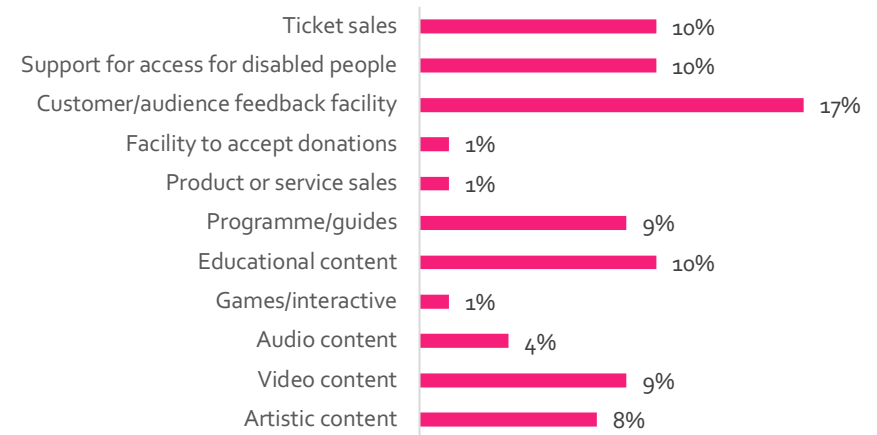 Ticket sales 10%
Support for access for disabled people 10%
Customer/audience feedback facility 17%
Facility to accept donations 1%
Product or service sales 1%
Programme/guides 9%
Educational content 10%
Games/interactive 1%
Audio content 4%
Video content 9%
Artistic content 8%